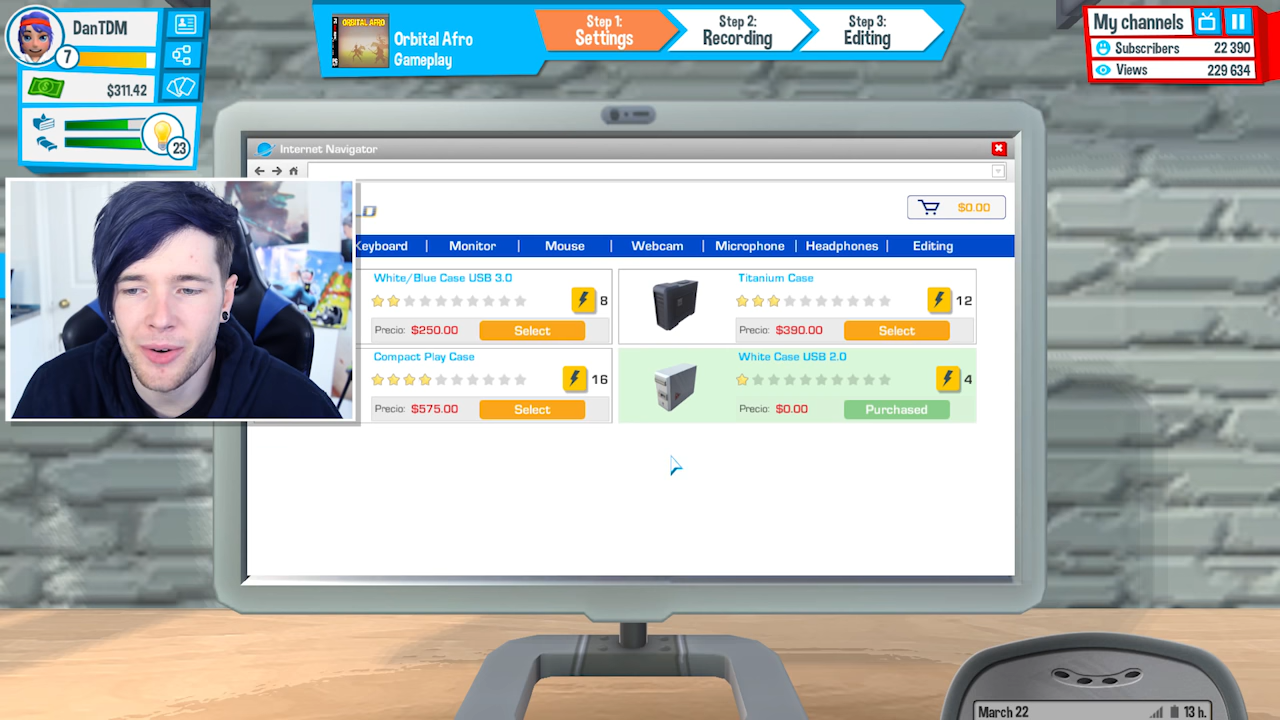 DanTDM
7
$311.42
23
ORBITAL AFRO
Orbital Afro
Gameplay
Step 1:
Settings
Step 2:
Recording
Step 3:
Editing
My channels
Subscribers 22 390
Views 229 634
Internet Navigator
$0.00
Keyboard | Monitor | Mouse | Webcam | Microphone | Headphones | Editing
White/Blue Case USB 3.0
8
Precio: $250.00 Select
Titanium Case
12
Precio: $390.00 Select
Compact Play Case
16
Precio: $575.00 Select
White Case USB 2.0
4
Precio: $0.00 Purchased
March 22 13 h.